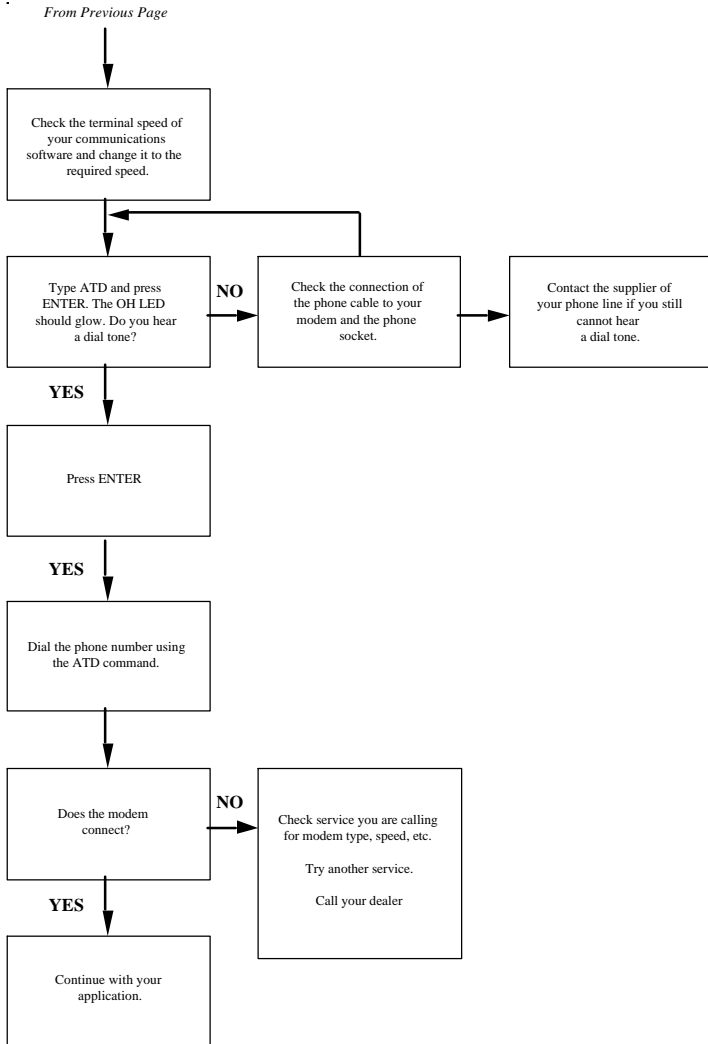 From Previous Page
Check the terminal speed of
your communications
software and change it to the
required speed.
Type ATD and press
ENTER. The OH LED
should glow. Do you hear
a dial tone?
NO
Check the connection of
the phone cable to your
modem and the phone
socket.
Contact the supplier of
your phone line if you still
cannot hear
a dial tone.
YES
Press ENTER
YES
Dial the phone number using
the ATD command.
Does the modem
connect?
NO
Check service you are calling
for modem type, speed, etc.
Try another service.
Call your dealer
YES
Continue with your
application.